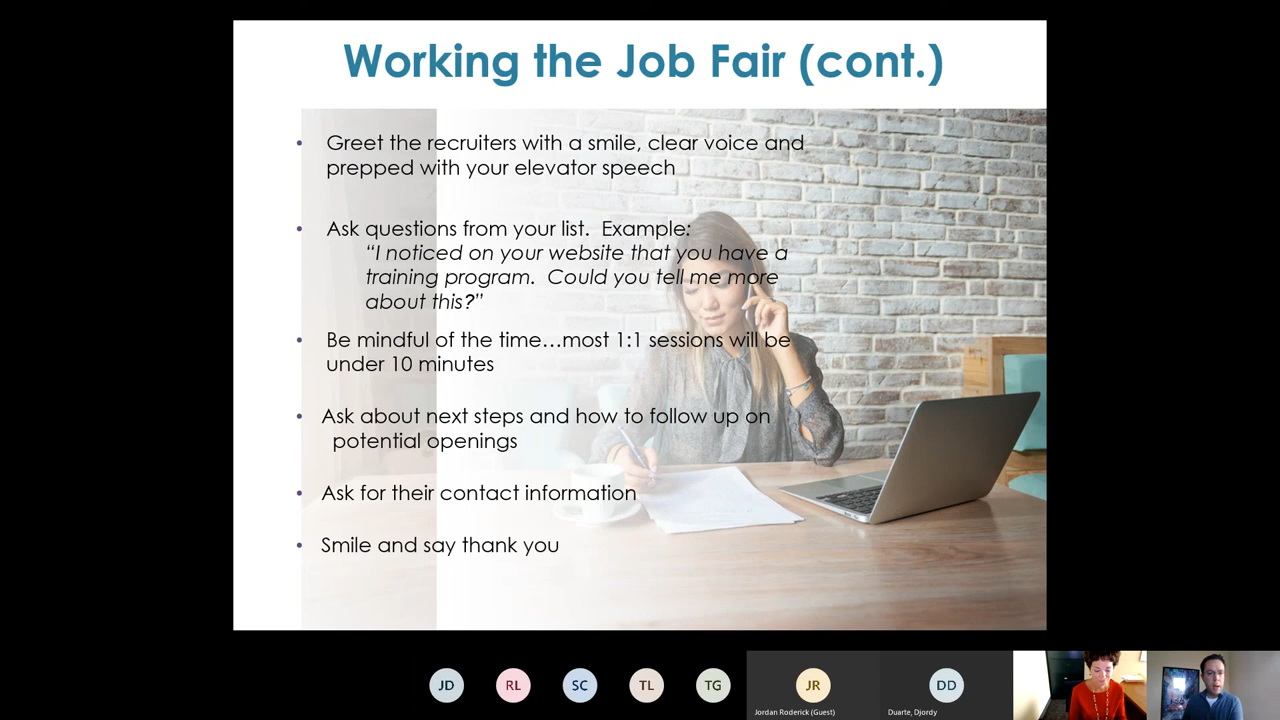 Working the Job Fair (cont.)
• Greet the recruiters with a smile, clear voice and
prepped with your elevator speech
• Ask questions from your list.  Example:
“I noticed on your website that you have a
training program.  Could you tell me more
about this?”
• Be mindful of the time…most 1:1 sessions will be
under 10 minutes
• Ask about next steps and how to follow up on
potential openings
• Ask for their contact information
• Smile and say thank you
JD RL SC TL TG JR DD
Jordan Roderick (Guest) Duarte, Djordy